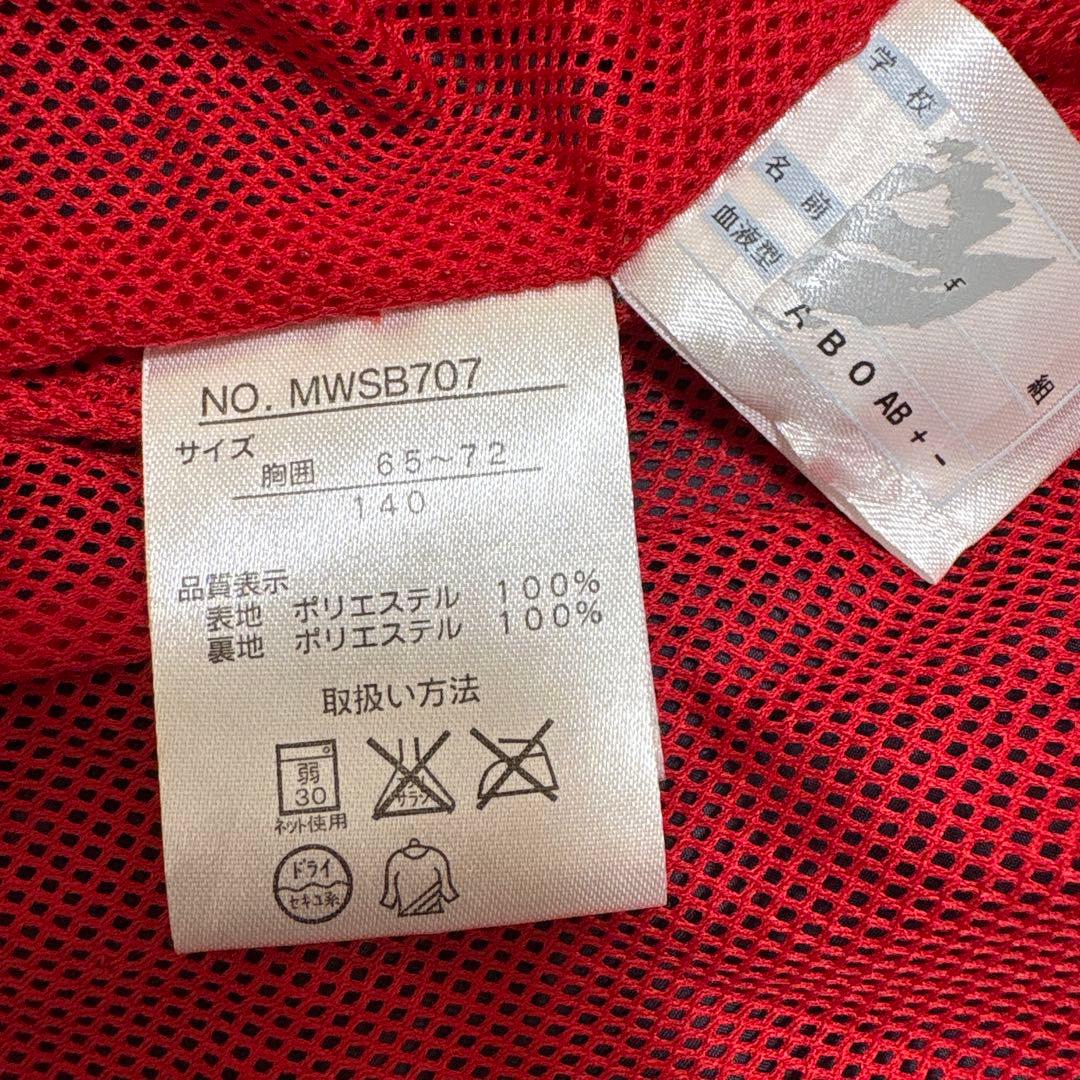 NO. MWSB707
サイズ
胸囲 65~72
140
品質表示
表地 ポリエステル 100%
裏地 ポリエステル 100%
取扱い方法
弱
30
ネット使用
サラシ
ドライ
セキユ系
学校
名前
血液型
組
A B O AB + -